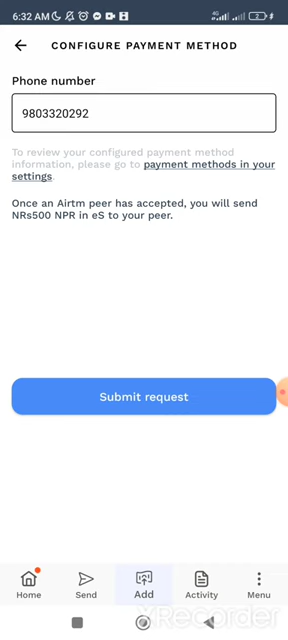 6:32 AM
4G
2
CONFIGURE PAYMENT METHOD
Phone number
9803320292
To review your configured payment method
information, please go to payment methods in your
settings.
Once an Airtm peer has accepted, you will send
NRs500 NPR in eS to your peer.
Submit request
Home
Send
Add
Activity
Menu
XRecorder